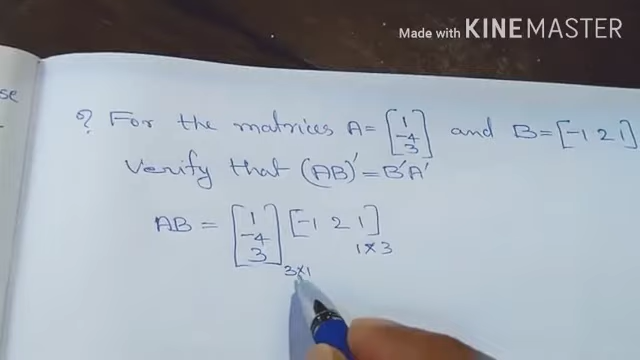 Made with KINEMASTER
se
? For the matrices A = [1 -4 3] and B = [-1 2 1]
Verify that (AB)' = B'A'
AB = [1 -4 3] [-1 2 1]
3×1 1×3